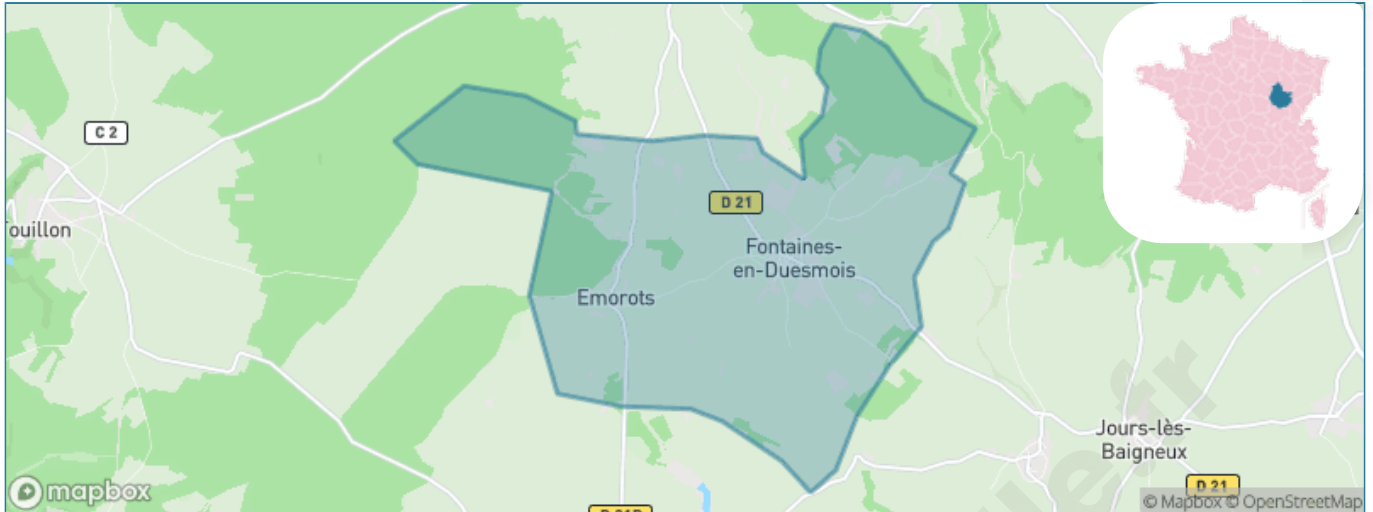 C 2
D 21
ouillon
Fontaines-
en-Duesmois
Emorots
Jours-lès-
Baigneux
D 21
mapbox
© Mapbox © OpenStreetMap